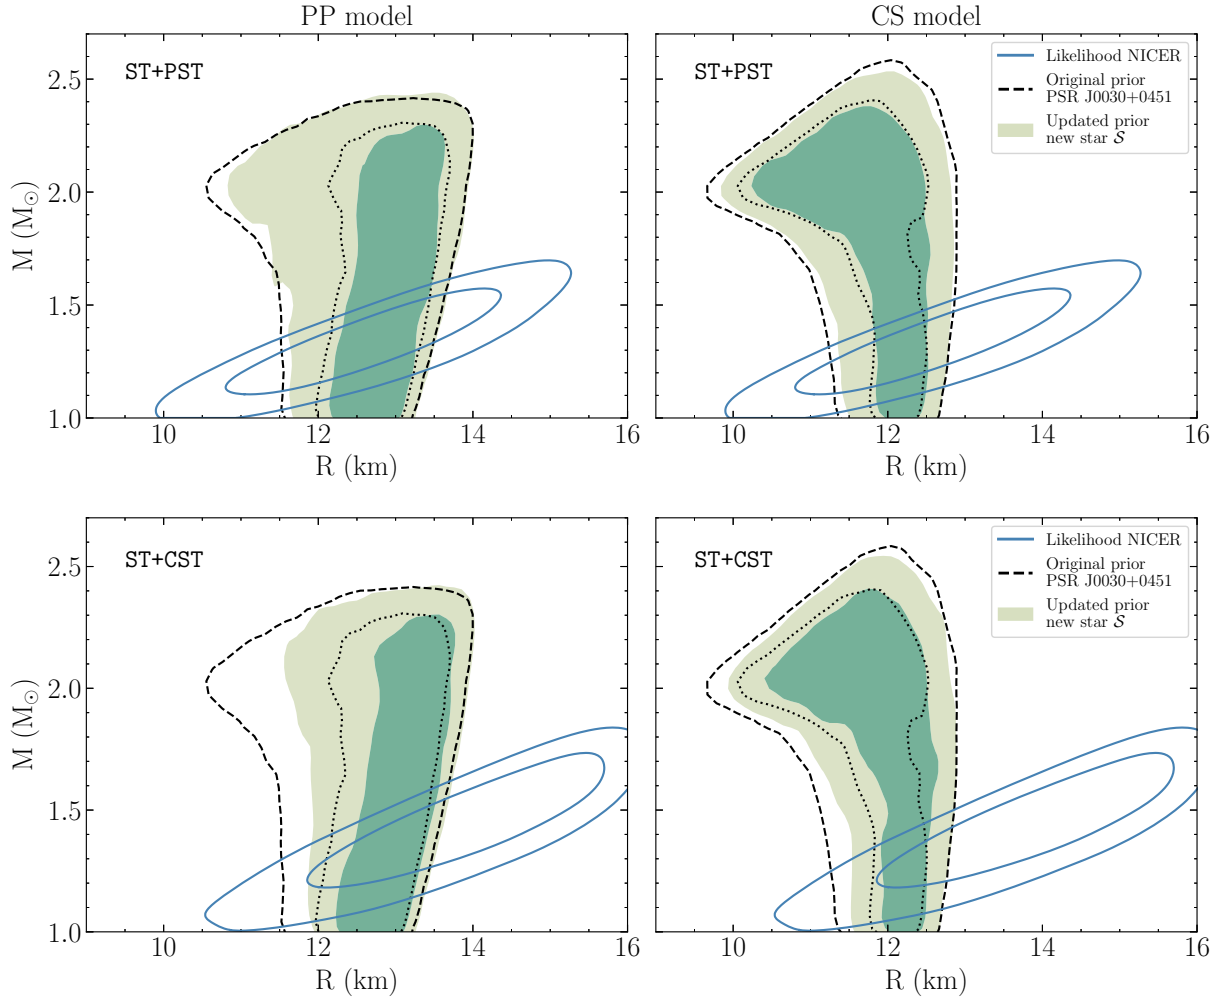 PP model
CS model
ST+PST
ST+PST
Likelihood NICER
Original prior
PSR J0030+0451
Updated prior
new star 𝒮
2.5
2.0
1.5
1.0
M (M⊙)
10
12
14
16
10
12
14
16
R (km)
R (km)
ST+CST
ST+CST
Likelihood NICER
Original prior
PSR J0030+0451
Updated prior
new star 𝒮
2.5
2.0
1.5
1.0
M (M⊙)
10
12
14
16
10
12
14
16
R (km)
R (km)